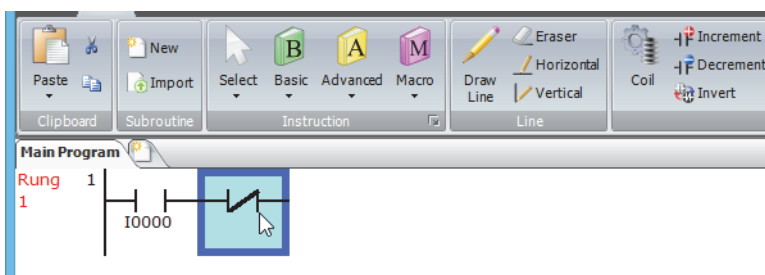 Paste
Clipboard
New
Import
Subroutine
Select
B
Basic
A
Advanced
M
Macro
Instruction
Draw
Line
Eraser
Horizontal
Vertical
Line
Coil
Increment
Decrement
Invert
Main Program
Rung 1
1
I0000